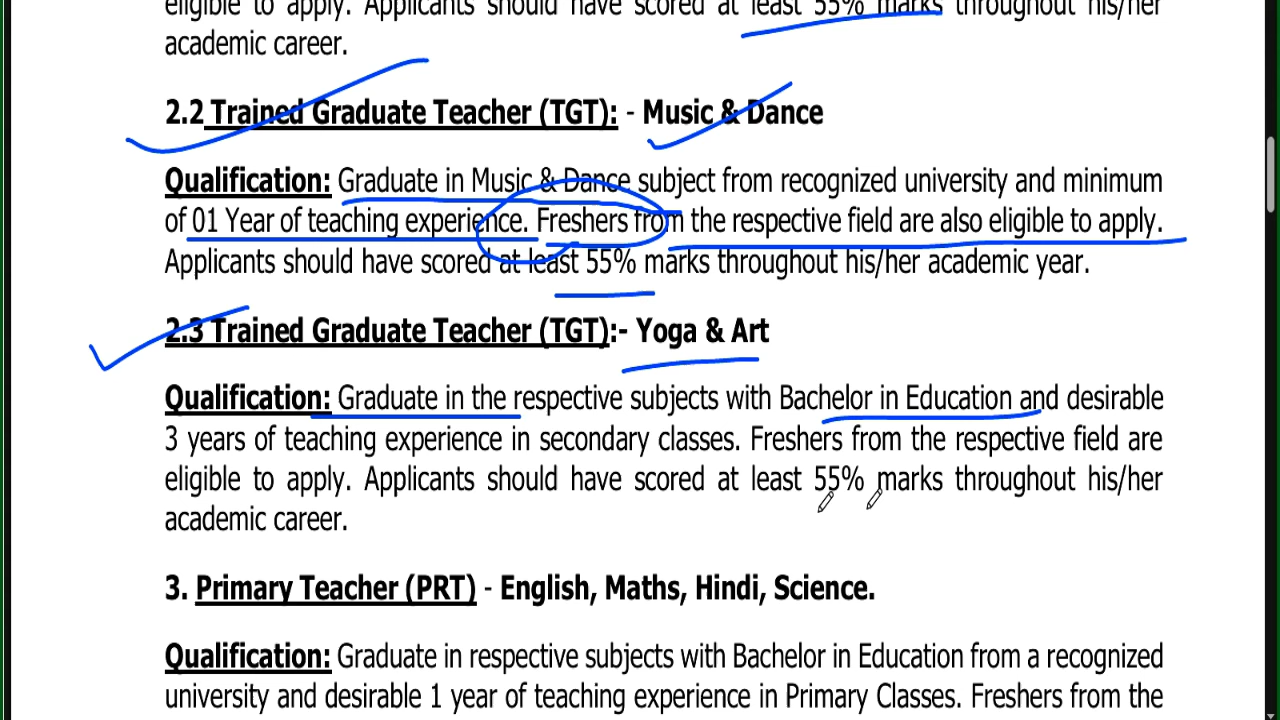 eligible to apply. Applicants should have scored at least 55% marks throughout his/her
academic career.
2.2 Trained Graduate Teacher (TGT): - Music & Dance
Qualification: Graduate in Music & Dance subject from recognized university and minimum
of 01 Year of teaching experience. Freshers from the respective field are also eligible to apply.
Applicants should have scored at least 55% marks throughout his/her academic year.
2.3 Trained Graduate Teacher (TGT):- Yoga & Art
Qualification: Graduate in the respective subjects with Bachelor in Education and desirable
3 years of teaching experience in secondary classes. Freshers from the respective field are
eligible to apply. Applicants should have scored at least 55% marks throughout his/her
academic career.
3. Primary Teacher (PRT) - English, Maths, Hindi, Science.
Qualification: Graduate in respective subjects with Bachelor in Education from a recognized
university and desirable 1 year of teaching experience in Primary Classes. Freshers from the